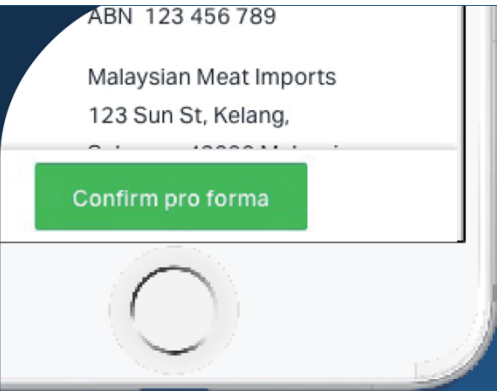 ABN 123 456 789
Malaysian Meat Imports
123 Sun St, Kelang,
Confirm pro forma